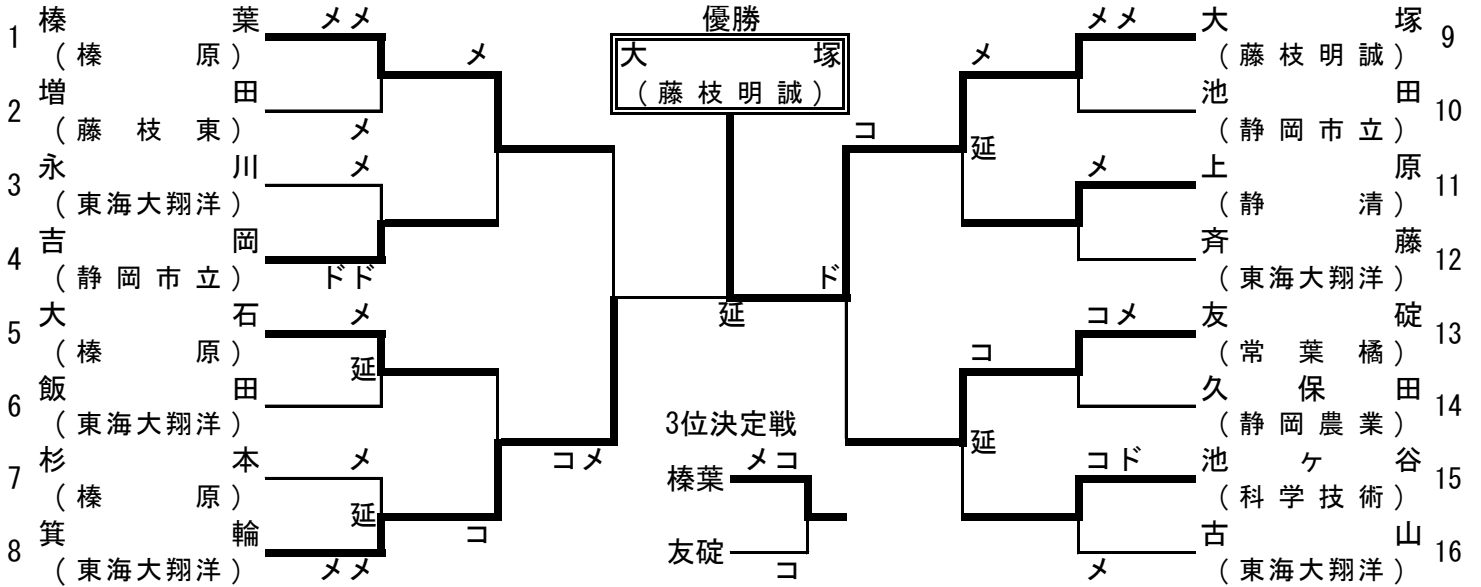 優勝
大塚
(藤枝明誠)
1 榛葉 メメ
(榛原)
メ
2 増田
(藤枝東) メ
3 永川 メ
(東海大翔洋)
4 吉岡
(静岡市立) ドド
5 大石 メ
(榛原)
延
6 飯田
(東海大翔洋)
コメ
7 杉本 メ
(榛原)
延
コ
8 箕輪
(東海大翔洋) メメ
延
ド
コ
3位決定戦
榛葉 メコ
友碇
コ
メメ 大塚 9
(藤枝明誠)
メ
池田 10
(静岡市立)
延
メ 上原 11
(静清)
斉藤 12
(東海大翔洋)
コメ 友碇 13
(常葉橘)
コ
久保田 14
(静岡農業)
延
コド 池ヶ谷 15
(科学技術)
古山 16
メ (東海大翔洋)